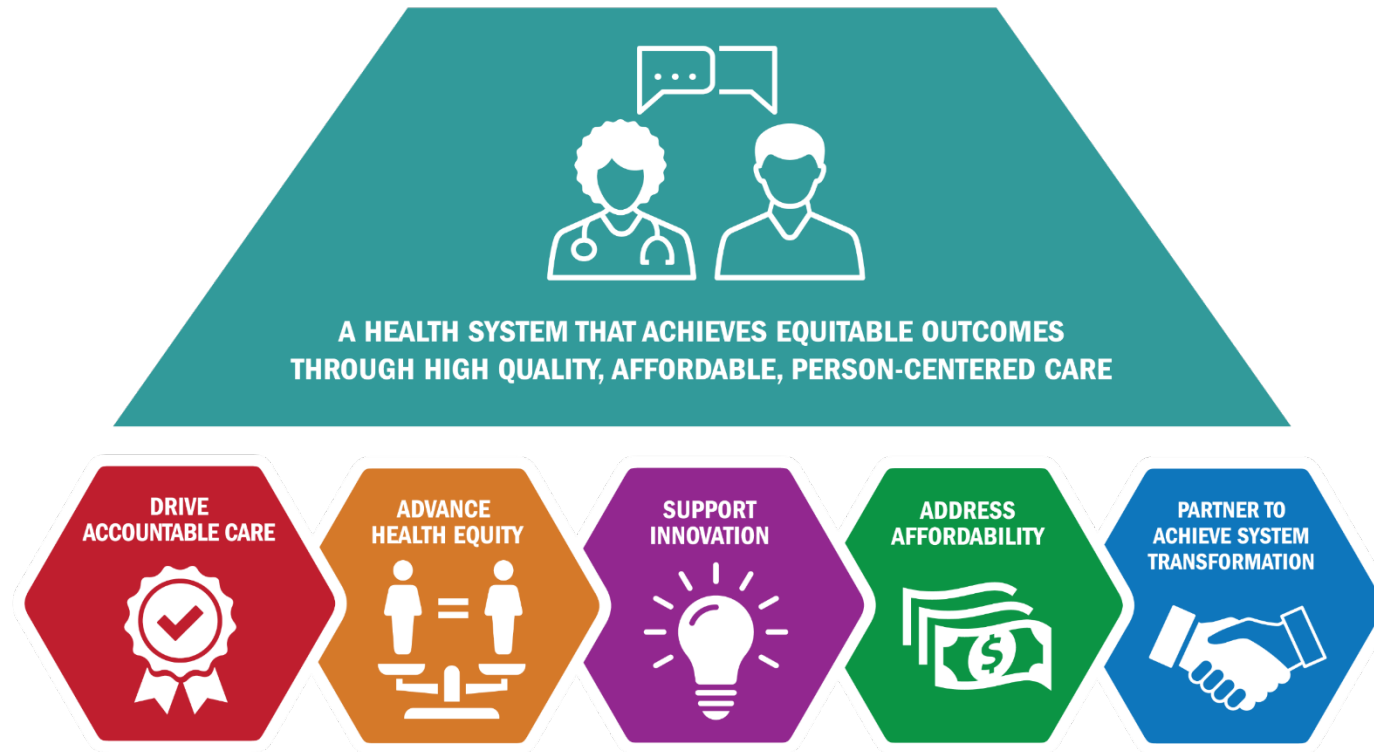 A HEALTH SYSTEM THAT ACHIEVES EQUITABLE OUTCOMES
THROUGH HIGH QUALITY, AFFORDABLE, PERSON-CENTERED CARE
DRIVE
ACCOUNTABLE CARE
ADVANCE
HEALTH EQUITY
SUPPORT
INNOVATION
ADDRESS
AFFORDABILITY
PARTNER TO
ACHIEVE SYSTEM
TRANSFORMATION
$